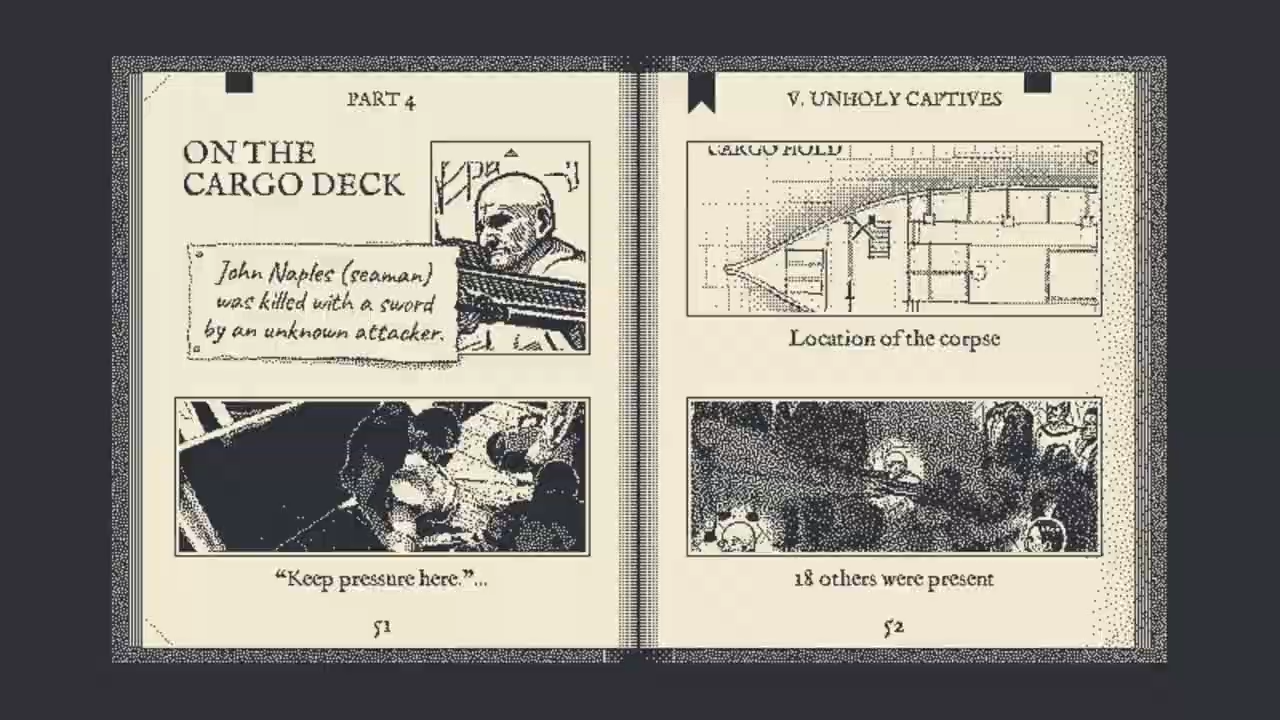 PART 4
ON THE
CARGO DECK
John Naples (seaman)
was killed with a sword
by an unknown attacker.
“Keep pressure here.”...
51
V. UNHOLY CAPTIVES
CARGO HOLD
Location of the corpse
18 others were present
52